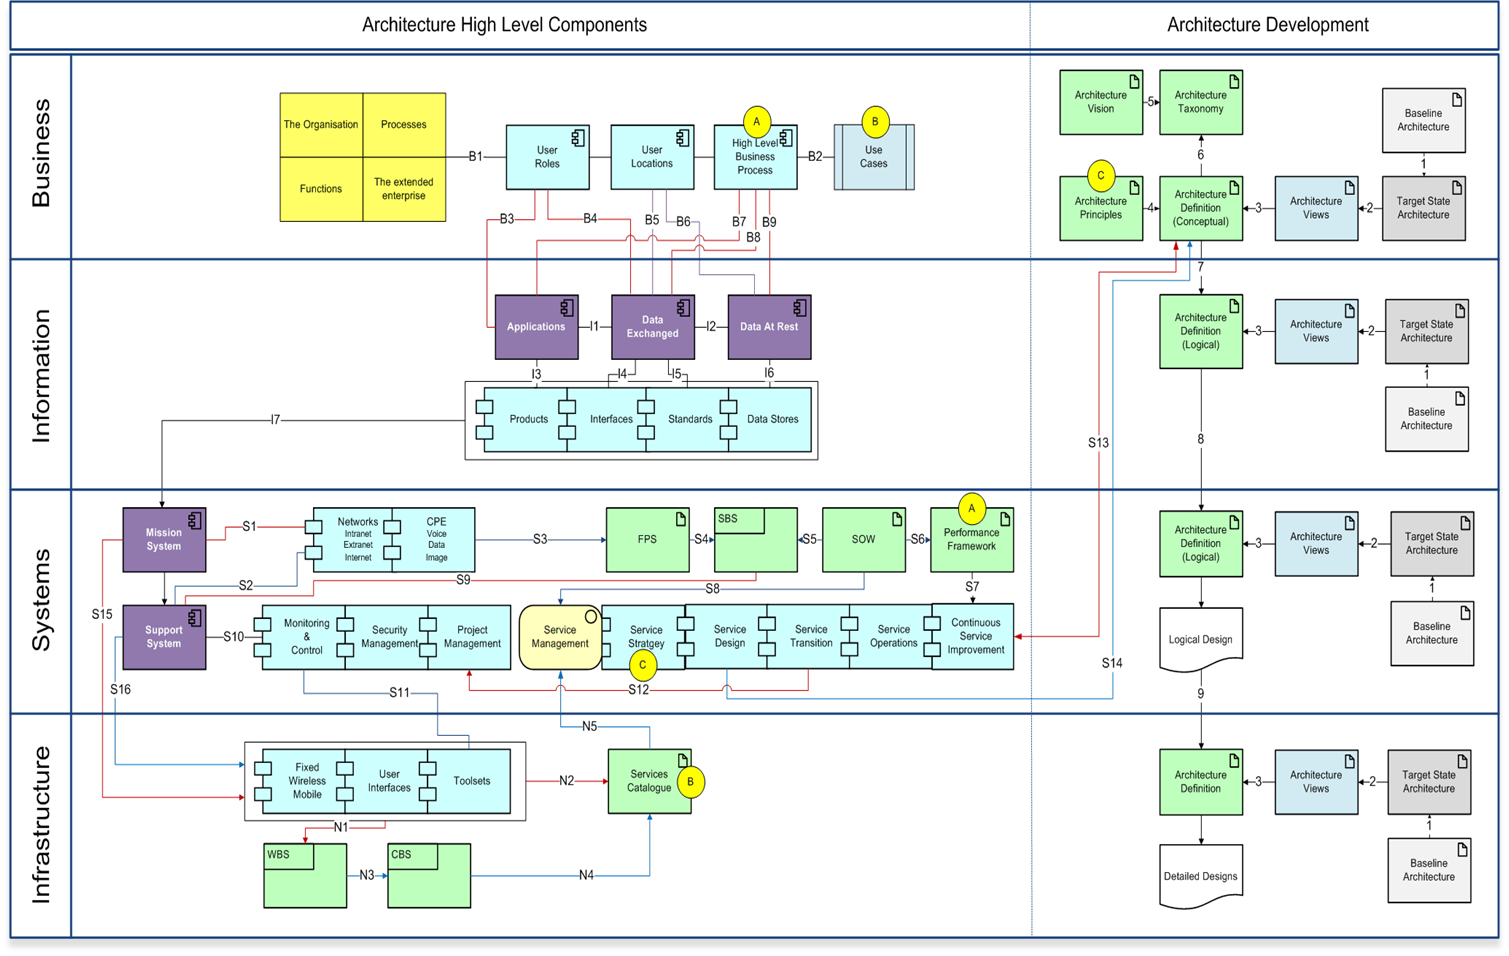 Architecture High Level Components
Architecture Development
Business
The Organisation
Processes
Functions
The extended
enterprise
B1
User
Roles
User
Locations
A
High Level
Business
Process
B2
B
Use
Cases
B3
B4
B5
B6
B7
B8
B9
Architecture
Vision
5
Architecture
Taxonomy
Baseline
Architecture
6
1
C
Architecture
Principles
4
Architecture
Definition
(Conceptual)
3
Architecture
Views
2
Target State
Architecture
Information
Applications
I1
Data
Exchanged
I2
Data At Rest
I3
I4
I5
I6
Products
Interfaces
Standards
Data Stores
I7
7
Architecture
Definition
(Logical)
3
Architecture
Views
2
Target State
Architecture
1
Baseline
Architecture
8
S13
Systems
Mission
System
S1
Networks
Intranet
Extranet
Internet
CPE
Voice
Data
Image
S3
FPS
S4
SBS
S5
SOW
S6
A
Performance
Framework
S2
S9
S8
S7
S15
Support
System
S10
Monitoring
&
Control
Security
Management
Project
Management
Service
Management
Service
Stratgey
C
Service
Design
Service
Transition
Service
Operations
Continuous
Service
Improvement
S16
S11
S12
S14
Architecture
Definition
(Logical)
3
Architecture
Views
2
Target State
Architecture
1
Baseline
Architecture
Logical Design
9
Infrastructure
N5
Fixed
Wireless
Mobile
User
Interfaces
Toolsets
N2
Services
Catalogue
B
N1
WBS
N3
CBS
N4
Architecture
Definition
3
Architecture
Views
2
Target State
Architecture
1
Baseline
Architecture
Detailed Designs